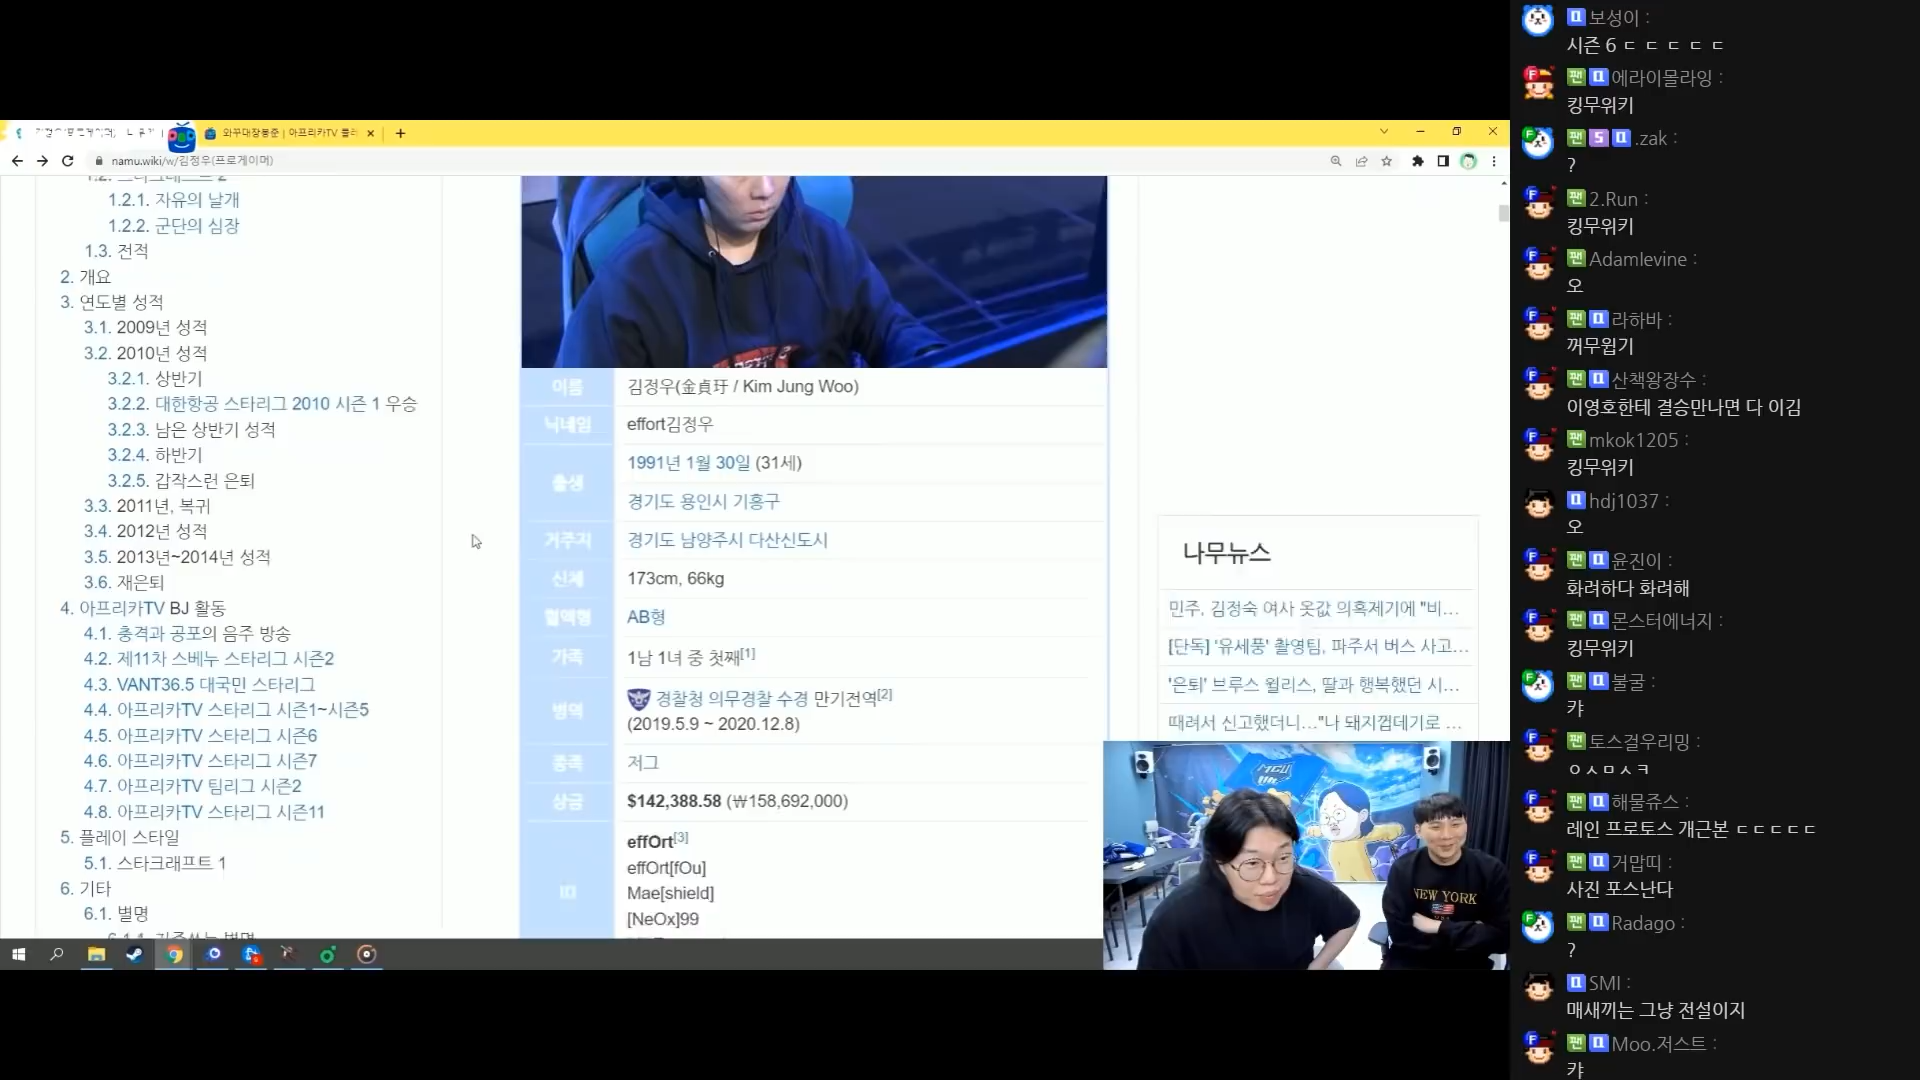 와꾸대장봉준 | 아프리카TV 플레
namu.wiki/w/김정우(프로게이머)
1.2.1. 자유의 날개
1.2.2. 군단의 심장
1.3. 전적
2. 개요
3. 연도별 성적
3.1. 2009년 성적
3.2. 2010년 성적
3.2.1. 상반기
3.2.2. 대한항공 스타리그 2010 시즌 1 우승
3.2.3. 남은 상반기 성적
3.2.4. 하반기
3.2.5. 갑작스런 은퇴
3.3. 2011년, 복귀
3.4. 2012년 성적
3.5. 2013년~2014년 성적
3.6. 재은퇴
4. 아프리카TV BJ 활동
4.1. 충격과 공포의 음주 방송
4.2. 제11차 스베누 스타리그 시즌2
4.3. VANT36.5 대국민 스타리그
4.4. 아프리카TV 스타리그 시즌1~시즌5
4.5. 아프리카TV 스타리그 시즌6
4.6. 아프리카TV 스타리그 시즌7
4.7. 아프리카TV 팀리그 시즌2
4.8. 아프리카TV 스타리그 시즌11
5. 플레이 스타일
5.1. 스타크래프트 1
6. 기타
6.1. 별명
이름 김정우(金貞玗 / Kim Jung Woo)
닉네임 effort김정우
출생 1991년 1월 30일 (31세)
경기도 용인시 기흥구
거주지 경기도 남양주시 다산신도시
신체 173cm, 66kg
혈액형 AB형
가족 1남 1녀 중 첫째[1]
병역 경찰청 의무경찰 수경 만기전역[2]
(2019.5.9 ~ 2020.12.8)
종족 저그
상금 $142,388.58 (₩158,692,000)
ID effOrt[3]
effOrt[fOu]
Mae[shield]
[NeOx]99
나무뉴스
민주, 김정숙 여사 옷값 의혹제기에 "비...
[단독] '유세풍' 촬영팀, 파주서 버스 사고...
'은퇴' 브루스 윌리스, 딸과 행복했던 시...
때려서 신고했더니..."나 돼지껍데기로 ...
NEW YORK
보성이 :
시즌 6 ㄷ ㄷ ㄷ ㄷ ㄷ
팬 에라이몰라잉 :
킹무위키
팬 S .zak :
?
팬 2.Run :
킹무위키
팬 Adamlevine :
오
팬 라하바 :
꺼무윕기
팬 산책왕장수 :
이영호한테 결승만나면 다 이김
팬 mkok1205 :
킹무위키
hdj1037 :
오
팬 윤진이 :
화려하다 화려해
팬 몬스터에너지 :
킹무위키
팬 불굴 :
캬
팬 토스걸우리밍 :
ㅇㅅㅁㅅㅋ
팬 해물쥬스 :
레인 프로토스 개근본 ㄷㄷㄷㄷㄷ
팬 거맙띠 :
사진 포스난다
팬 Radago :
?
SMI :
매새끼는 그냥 전설이지
팬 Moo.저스트 :
캬